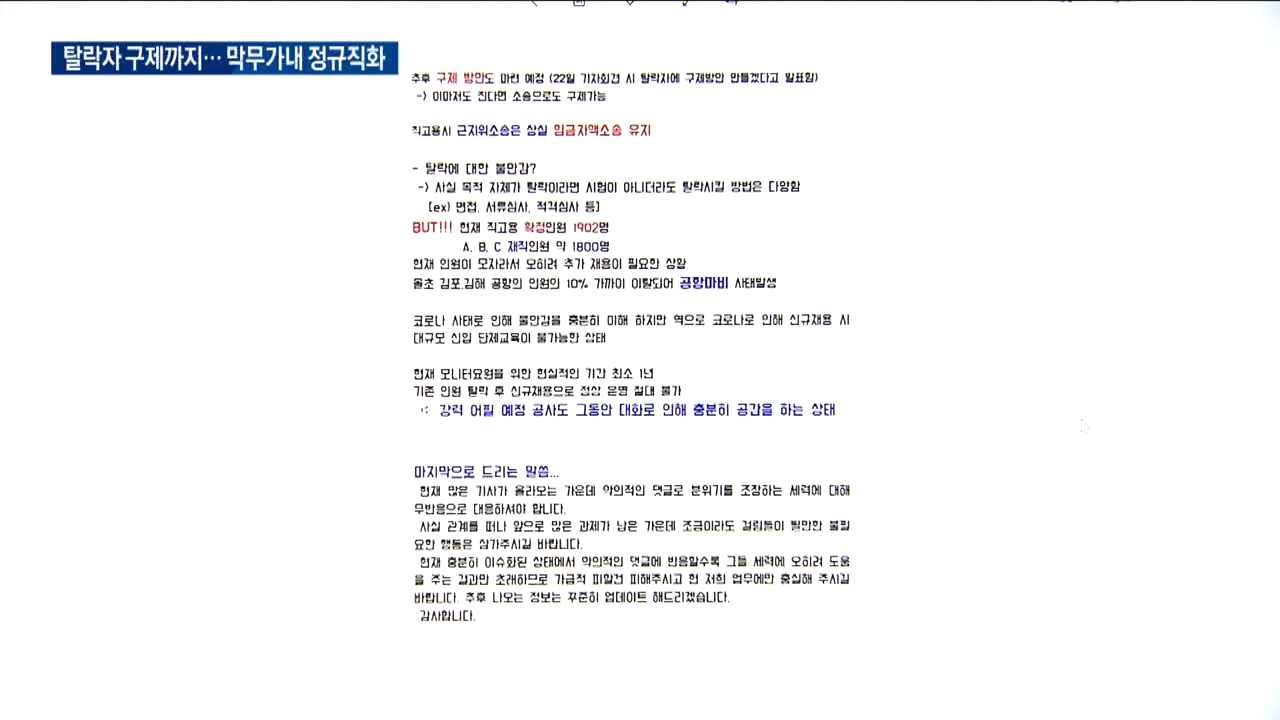 탈락자 구제까지… 막무가내 정규직화
추후 구제 방안도 마련 예정 (22일 기자회견 시 탈락자에 구제방안 만들겠다고 발표함)
-> 이마저도 진다면 소송으로도 구제가능
직고용시 근지위소송은 상실 임금차액소송 유지
- 탈락에 대한 불안감?
-> 사실 목적 자체가 탈락이라면 시험이 아니더라도 탈락시킬 방법은 다양함
[ex) 면접, 서류심사, 적격심사 등]
BUT!!! 현재 직고용 확정인원 1902명
A, B, C 재직인원 약 1800명
현재 인원이 모자라서 오히려 추가 채용이 필요한 상황
올초 김포,김해 공항의 인원의 10% 가까이 이탈되어 공항마비 사태발생
코로나 사태로 인해 불안감을 충분히 이해 하지만 역으로 코로나로 인해 신규채용 시
대규모 신입 단체교육이 불가능한 상태
현재 모니터요원을 위한 현실적인 기간 최소 1년
기존 인원 탈락 후 신규채용으로 정상 운영 절대 불가
강력 어필 예정 공사도 그동안 대화로 인해 충분히 공감을 하는 상태
마지막으로 드리는 말씀...
현재 많은 기사가 올라오는 가운데 악의적인 댓글로 분위기를 조장하는 세력에 대해
무반응으로 대응하셔야 합니다.
사실 관계를 떠나 앞으로 많은 과제가 남은 가운데 조금이라도 걸림돌이 될만한 불필
요한 행동은 삼가주시길 바랍니다.
현재 충분히 이슈화된 상태에서 악의적인 댓글에 반응할수록 그들 세력에 오히려 도움
을 주는 결과만 초래하므로 가급적 피할건 피해주시고 현 저희 업무에만 충실해 주시길
바랍니다. 추후 나오는 정보는 꾸준히 업데이트 해드리겠습니다.
감사합니다.